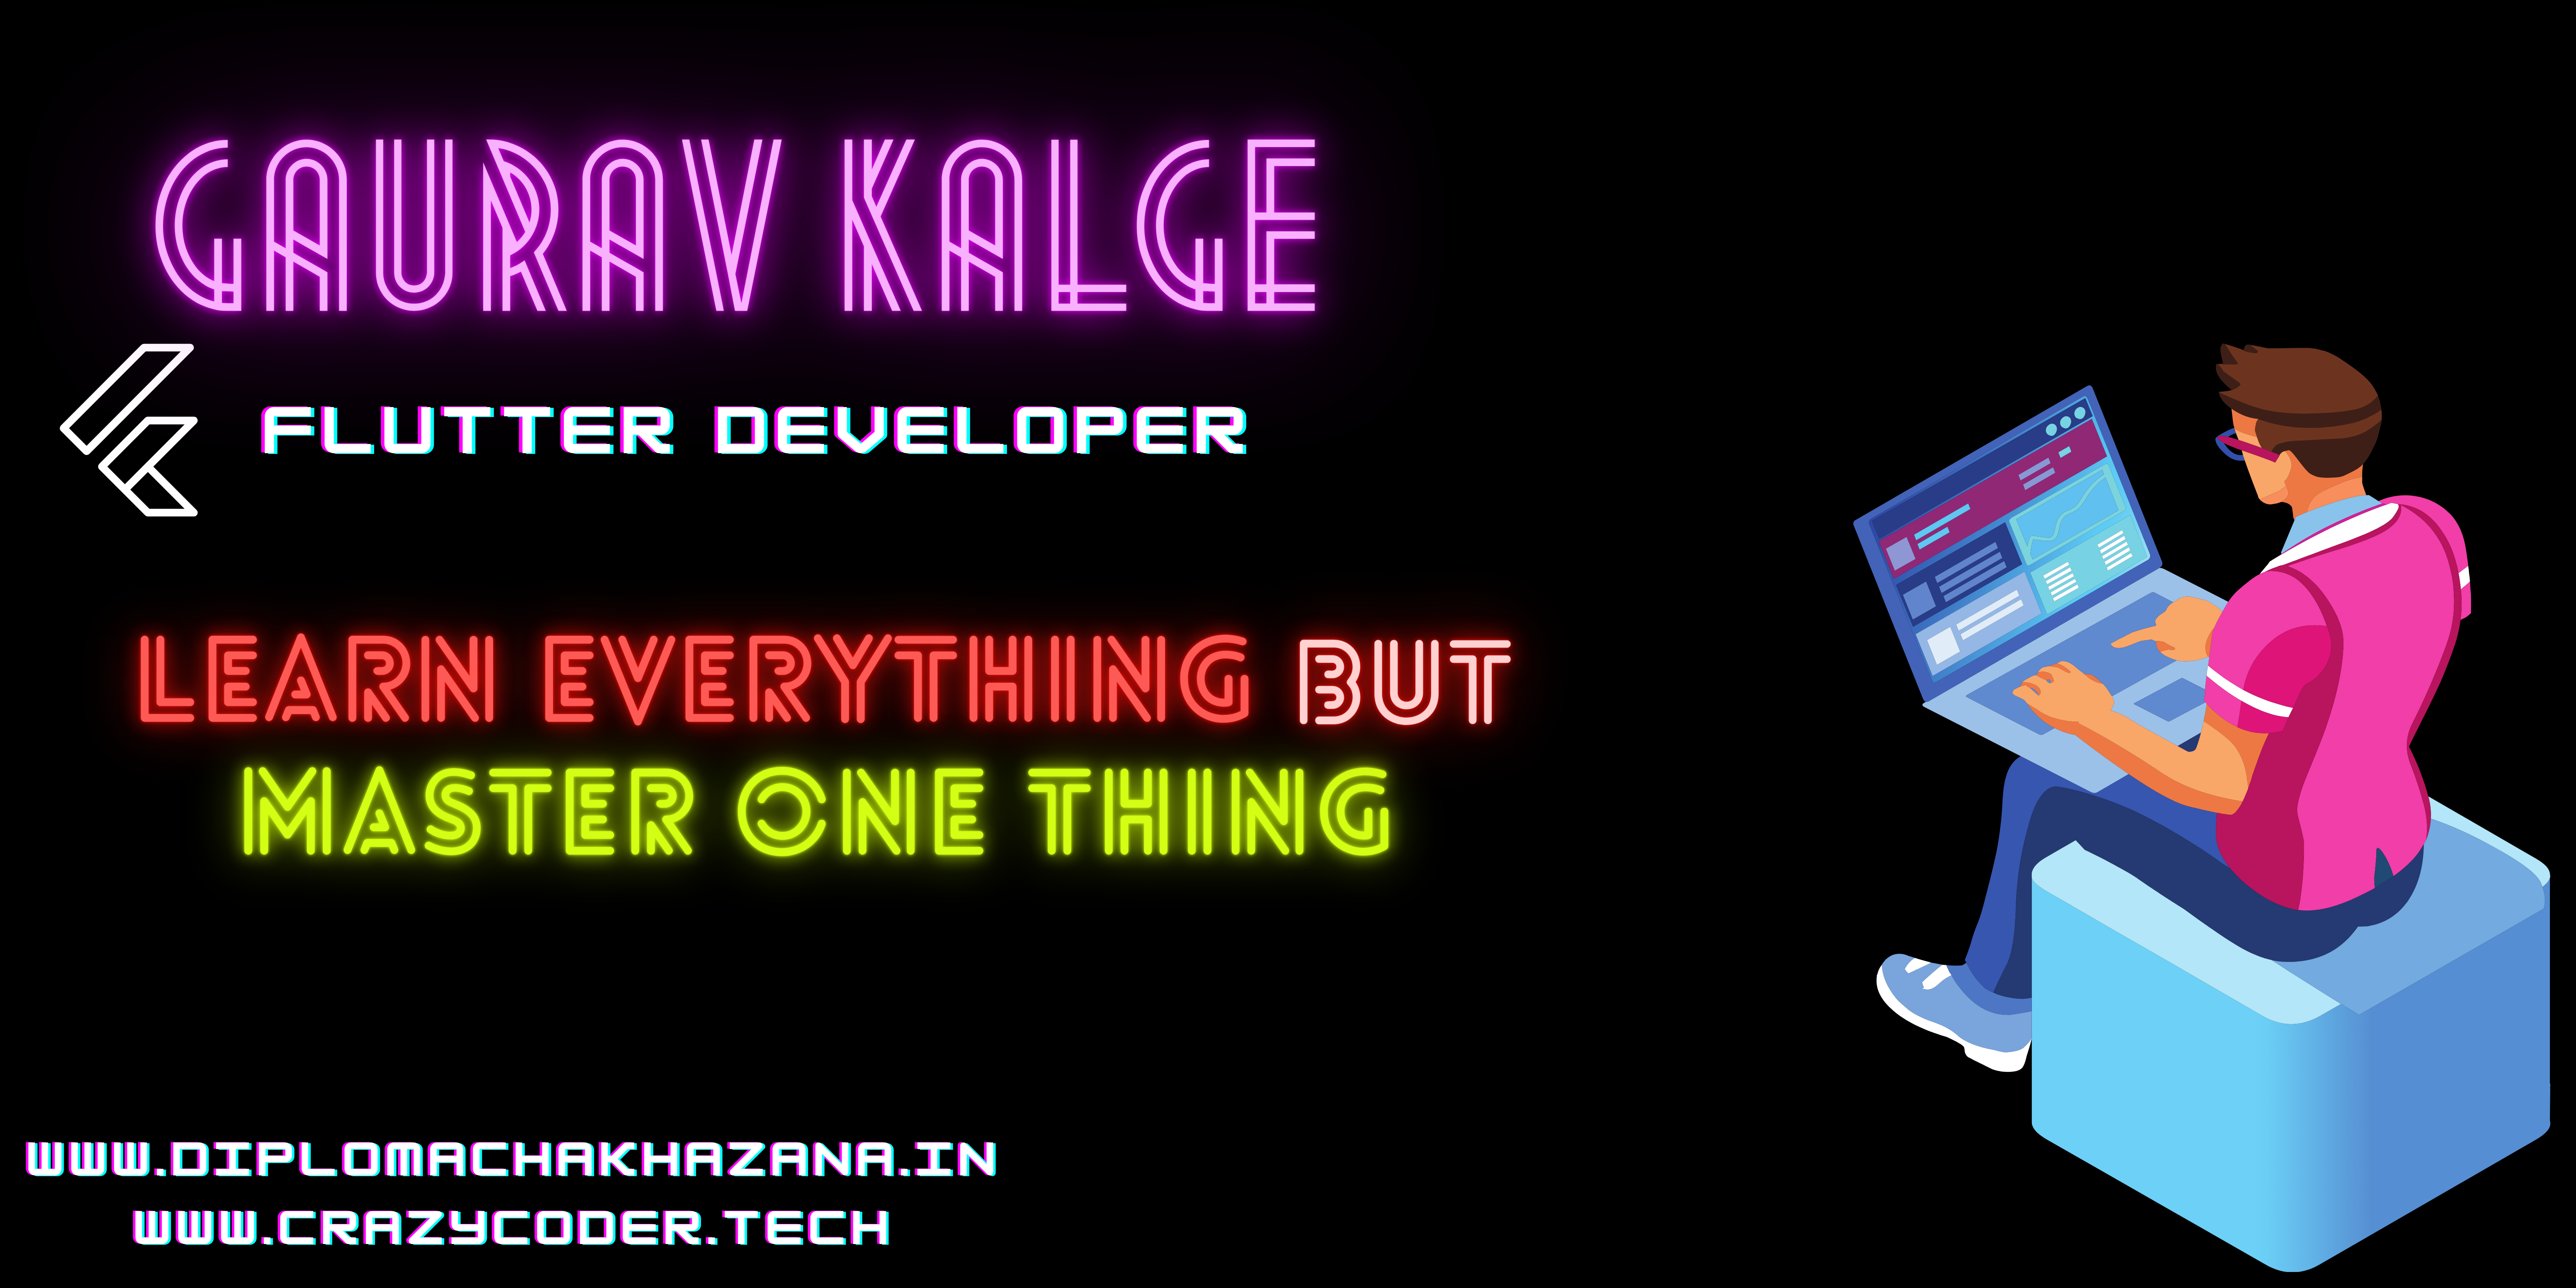 GAURAV KALGE
FLUTTER DEVELOPER
LEARN EVERYTHING BUT
MASTER ONE THING
WWW.DIPLOMACHAKHAZANA.IN
WWW.CRAZYCODER.TECH